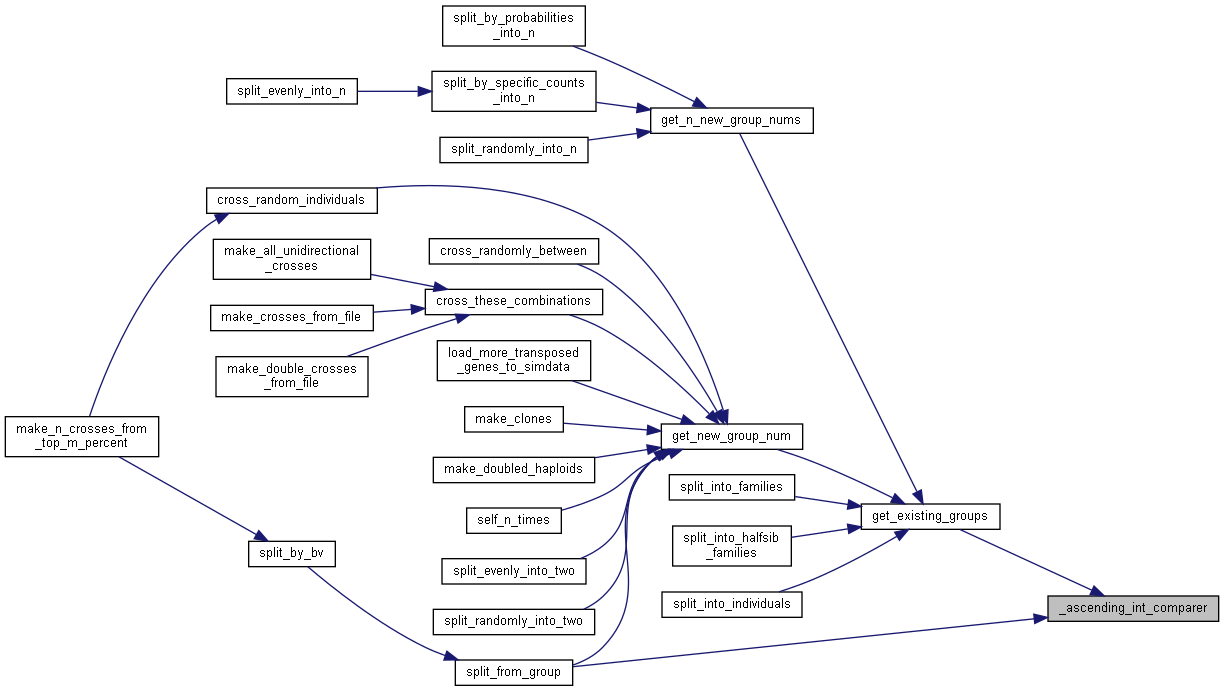 split_by_probabilities
_into_n
split_evenly_into_n
split_by_specific_counts
_into_n
get_n_new_group_nums
split_randomly_into_n
cross_random_individuals
make_all_unidirectional
_crosses
cross_randomly_between
cross_these_combinations
make_crosses_from_file
load_more_transposed
_genes_to_simdata
make_double_crosses
_from_file
make_clones
make_n_crosses_from
_top_m_percent
get_new_group_num
make_doubled_haploids
split_into_families
self_n_times
get_existing_groups
split_into_halfsib
_families
split_by_bv
split_evenly_into_two
split_into_individuals
_ascending_int_comparer
split_randomly_into_two
split_from_group